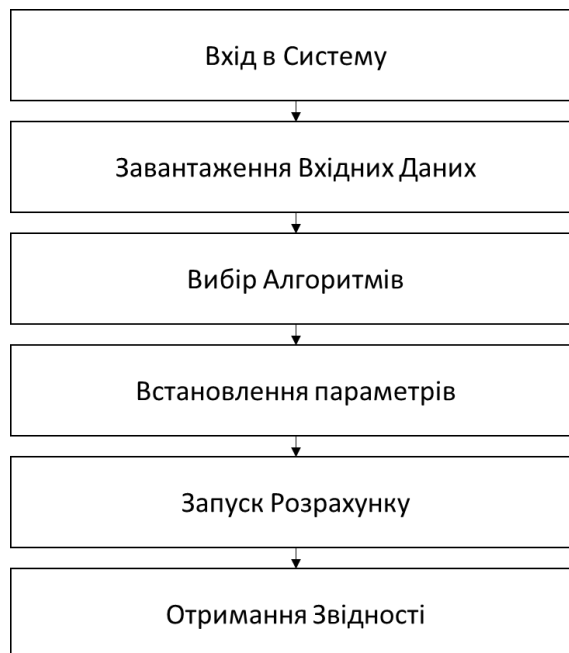 Вхід в Систему
Завантаження Вхідних Даних
Вибір Алгоритмів
Встановлення параметрів
Запуск Розрахунку
Отримання Звідності